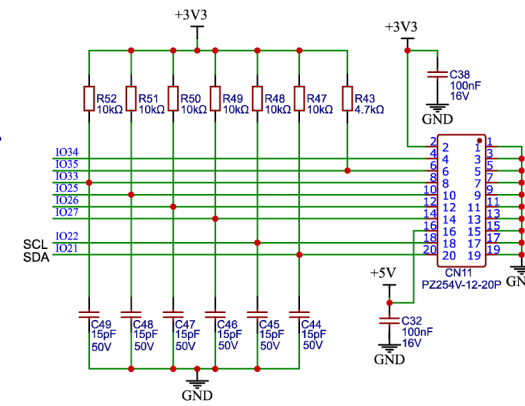 +3V3
+3V3
R52
10kΩ
R51
10kΩ
R50
10kΩ
R49
10kΩ
R48
10kΩ
R47
10kΩ
R43
4.7kΩ
C38
100nF
16V
GND
IO34
IO35
IO33
IO25
IO26
IO27
SCL IO22
SDA IO21
2 2 1 1
4 4 3 3
6 6 5 5
8 8 7 7
10 10 9 9
12 12 11 11
14 14 13 13
16 16 15 15
18 18 17 17
20 20 19 19
CN11
PZ254V-12-20P
GN
+5V
C49
15pF
50V
C48
15pF
50V
C47
15pF
50V
C46
15pF
50V
C45
15pF
50V
C44
15pF
50V
C32
100nF
16V
GND
GND